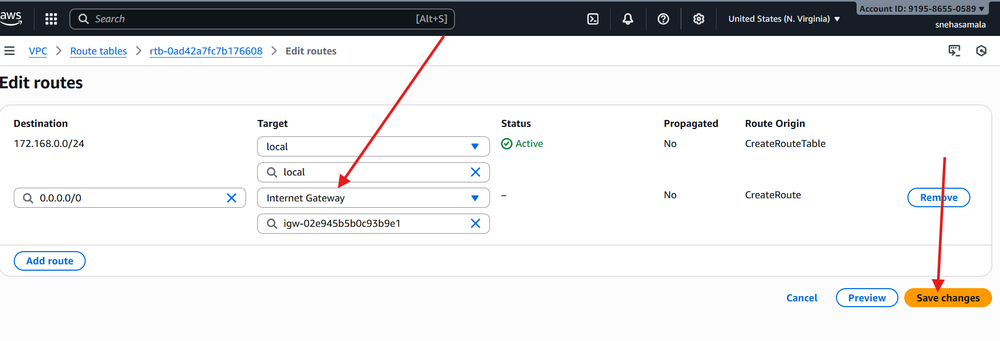 aws
Search [Alt+S]
United States (N. Virginia)
Account ID: 9195-8655-0589
snehasamala
VPC
Route tables
rtb-0ad42a7fc7b176608
Edit routes
Edit routes
Destination Target Status Propagated Route Origin
172.168.0.0/24 local Active No CreateRouteTable
local
0.0.0.0/0 Internet Gateway – No CreateRoute Remove
igw-02e945b5b0c93b9e1
Add route
Cancel Preview Save changes